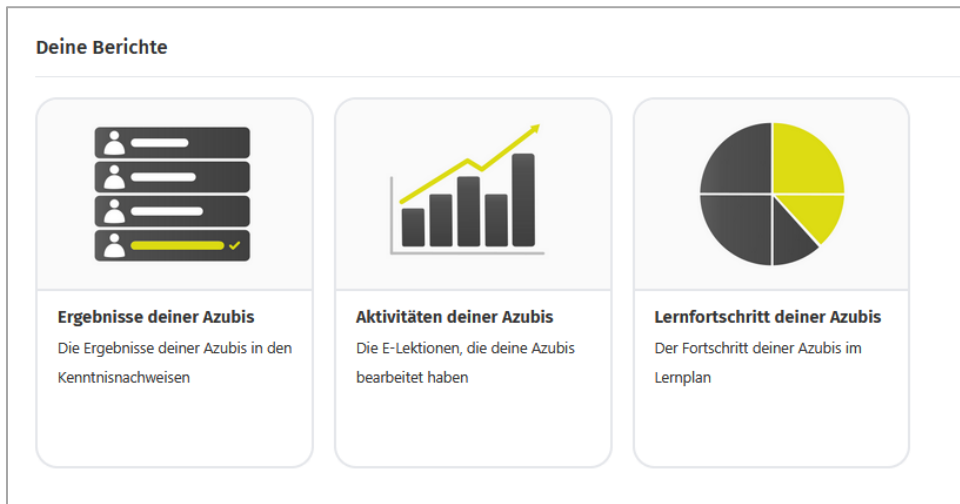 Deine Berichte
Ergebnisse deiner Azubis
Die Ergebnisse deiner Azubis in den
Kenntnisnachweisen
Aktivitäten deiner Azubis
Die E-Lektionen, die deine Azubis
bearbeitet haben
Lernfortschritt deiner Azubis
Der Fortschritt deiner Azubis im
Lernplan